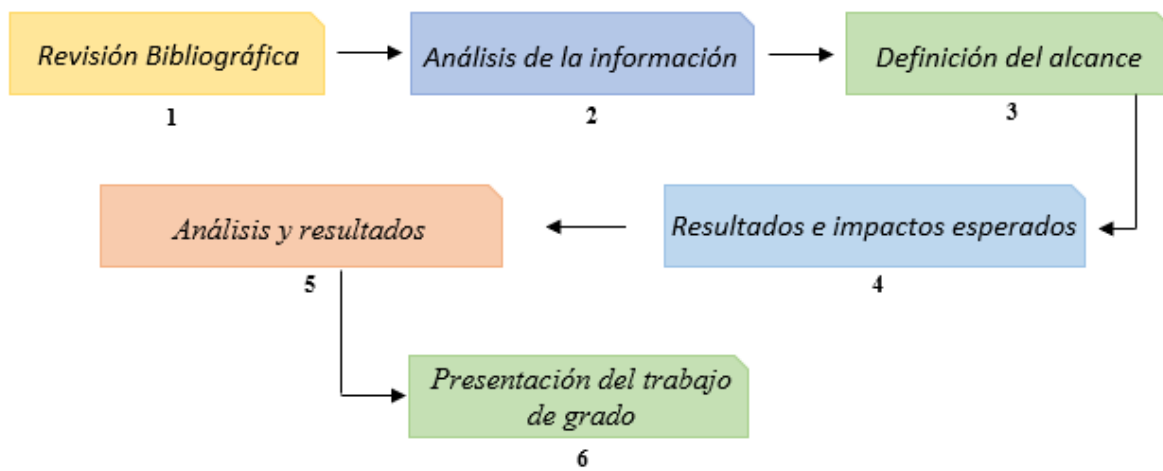 Revisión Bibliográfica
1
Análisis de la información
2
Definición del alcance
3
Resultados e impactos esperados
4
Análisis y resultados
5
Presentación del trabajo
de grado
6